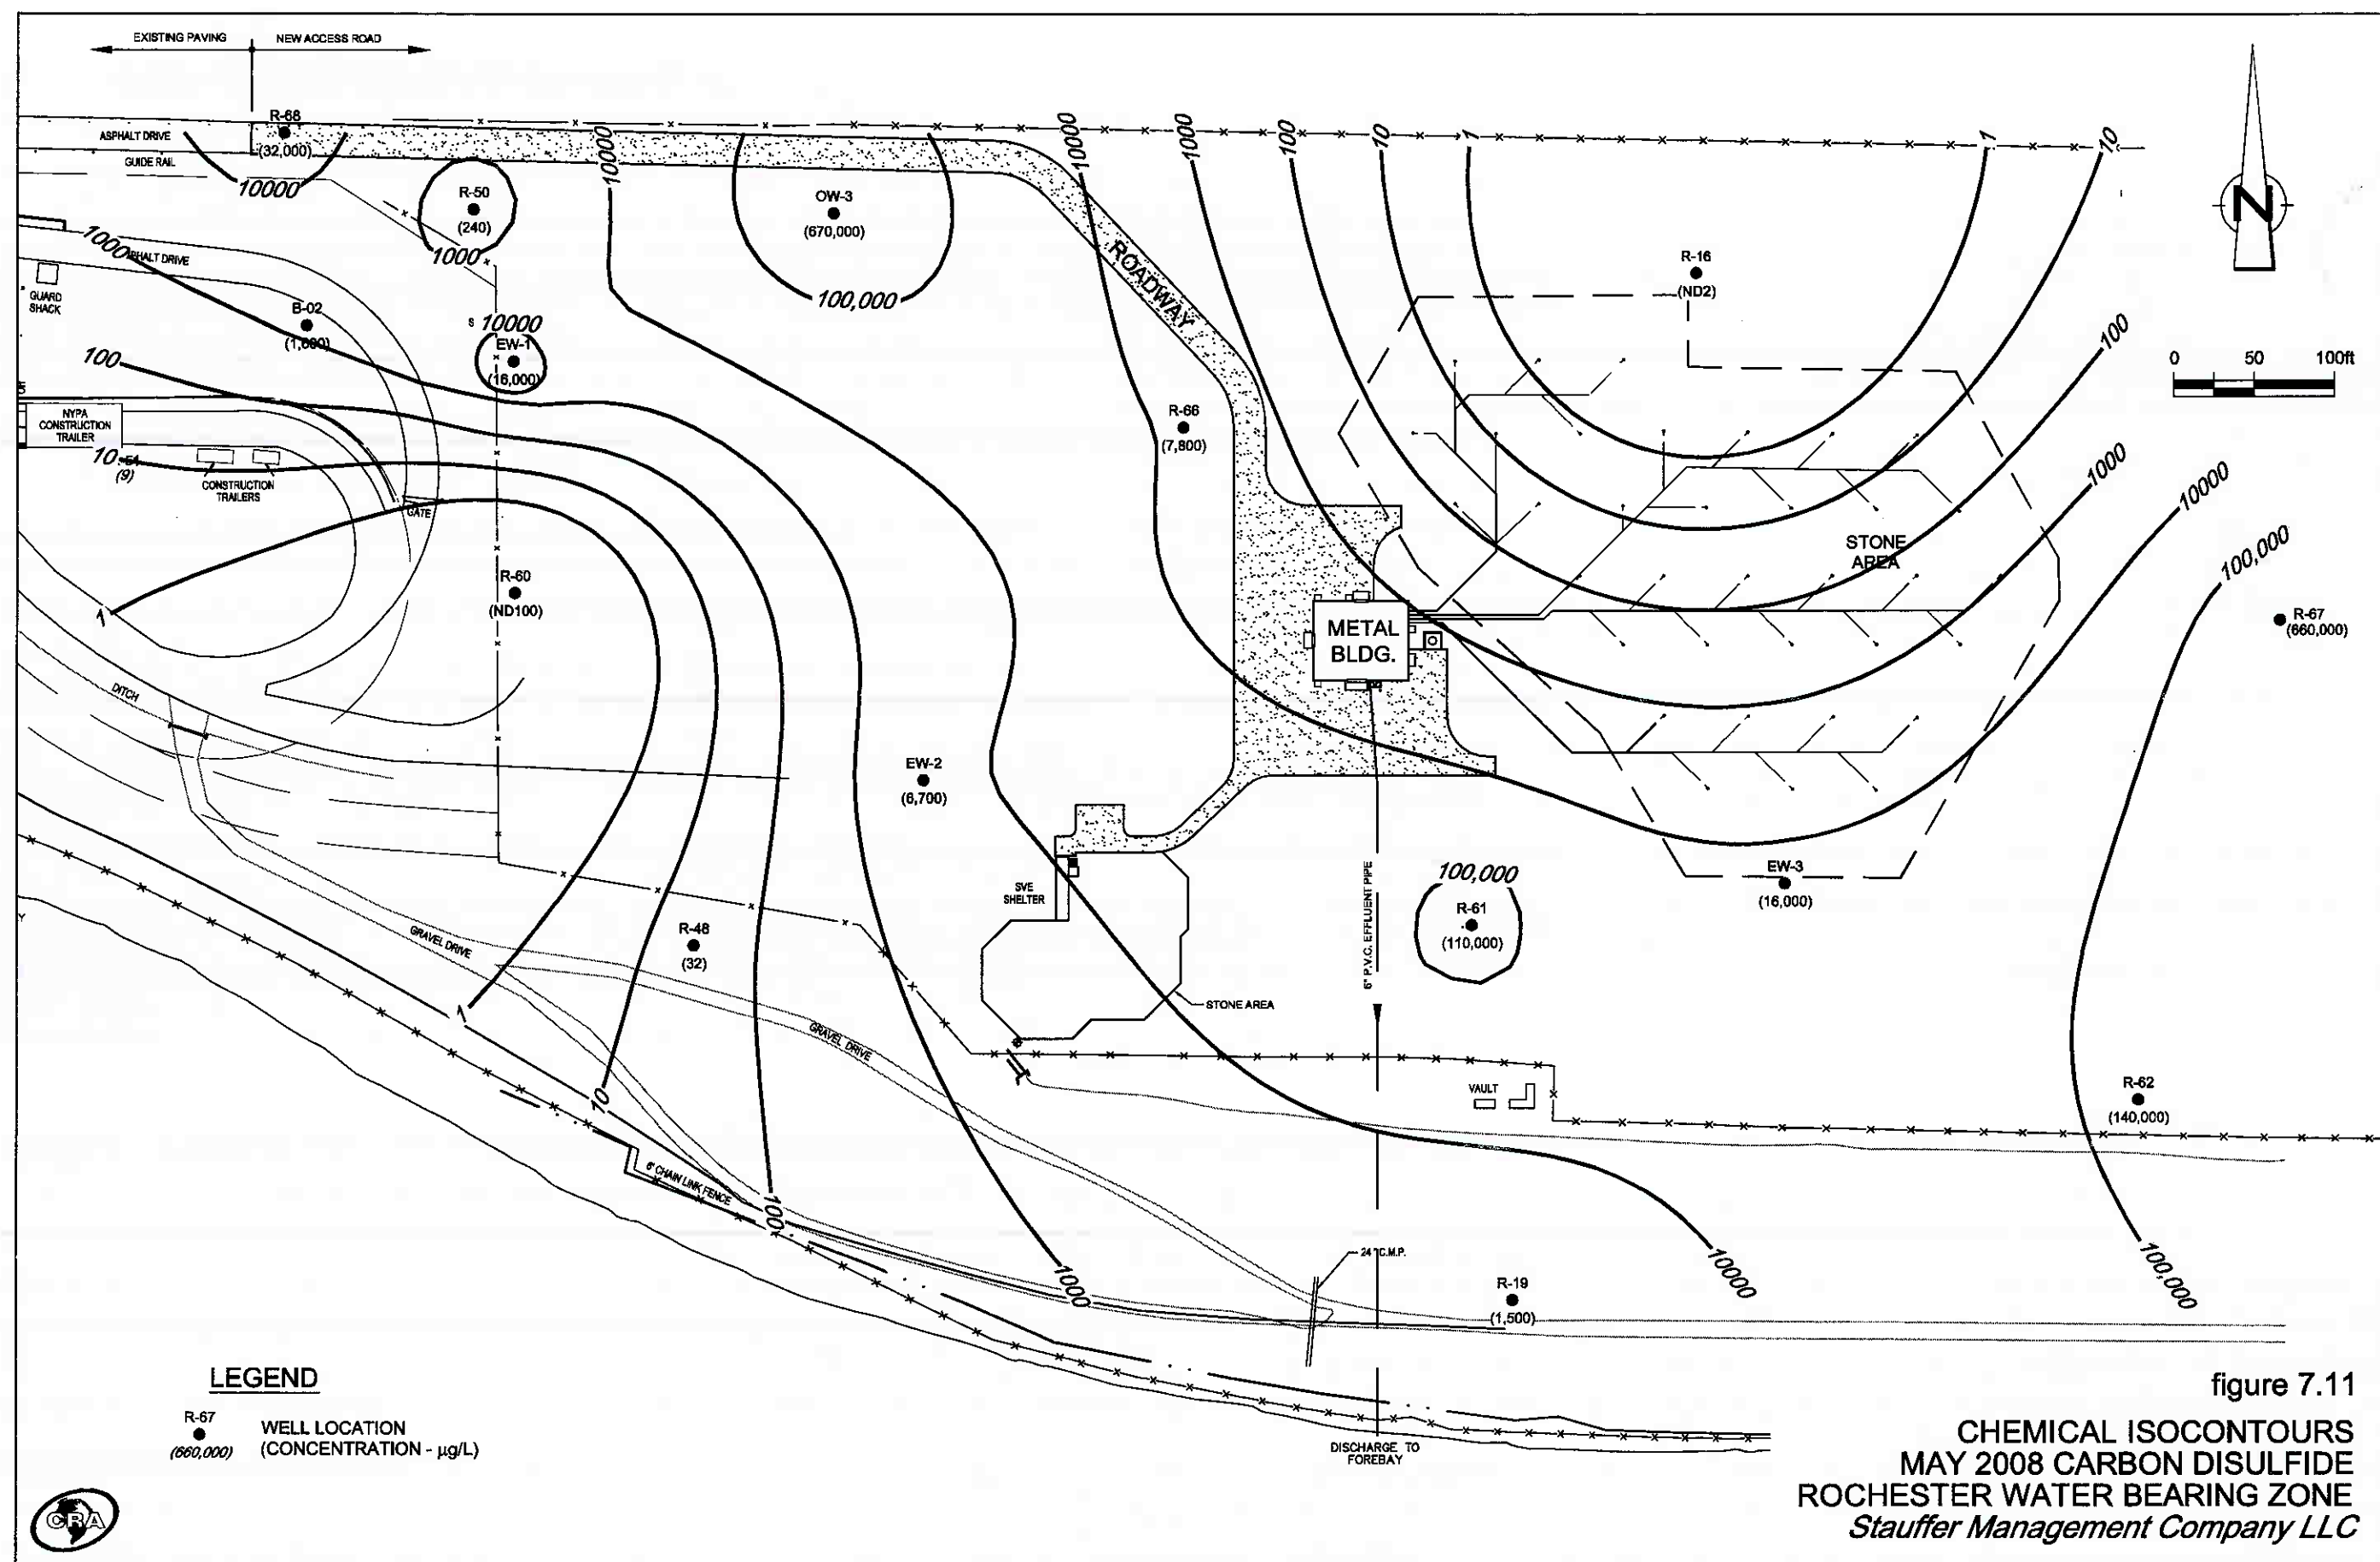 EXISTING PAVING
NEW ACCESS ROAD
R-68
(32,000)
ASPHALT DRIVE
GUIDE RAIL
10000
R-50
(240)
1000
10000
OW-3
(670,000)
100,000
10000
1000
100
10
1
1
10
N
ROADWAY
R-16
(ND2)
1000
ASPHALT DRIVE
GUARD
SHACK
B-02
(1,600)
S
10000
EW-1
(16,000)
100
0
50
100ft
100
NYPA
CONSTRUCTION
TRAILER
10
(9)
CONSTRUCTION
TRAILERS
GATE
R-66
(7,800)
1000
10000
100,000
STONE
AREA
R-67
(660,000)
R-60
(ND100)
1
METAL
BLDG.
DITCH
EW-2
(6,700)
SVE
SHELTER
6" P.V.C. EFFLUENT PIPE
100,000
R-61
(110,000)
EW-3
(16,000)
R-48
(32)
GRAVEL DRIVE
STONE AREA
1
GRAVEL DRIVE
VAULT
R-62
(140,000)
10
6' CHAIN LINK FENCE
100
1000
24" C.M.P.
R-19
(1,500)
10000
100,000
DISCHARGE TO
FOREBAY
LEGEND
R-67
(660,000)
WELL LOCATION
(CONCENTRATION - µg/L)
CRA
figure 7.11
CHEMICAL ISOCONTOURS
MAY 2008 CARBON DISULFIDE
ROCHESTER WATER BEARING ZONE
Stauffer Management Company LLC